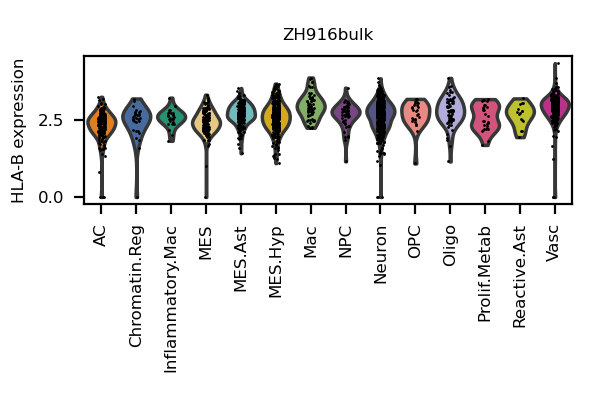 ZH916bulk
HLA-B expression
2.5
0.0
AC
Chromatin.Reg
Inflammatory.Mac
MES
MES.Ast
MES.Hyp
Mac
NPC
Neuron
OPC
Oligo
Prolif.Metab
Reactive.Ast
Vasc